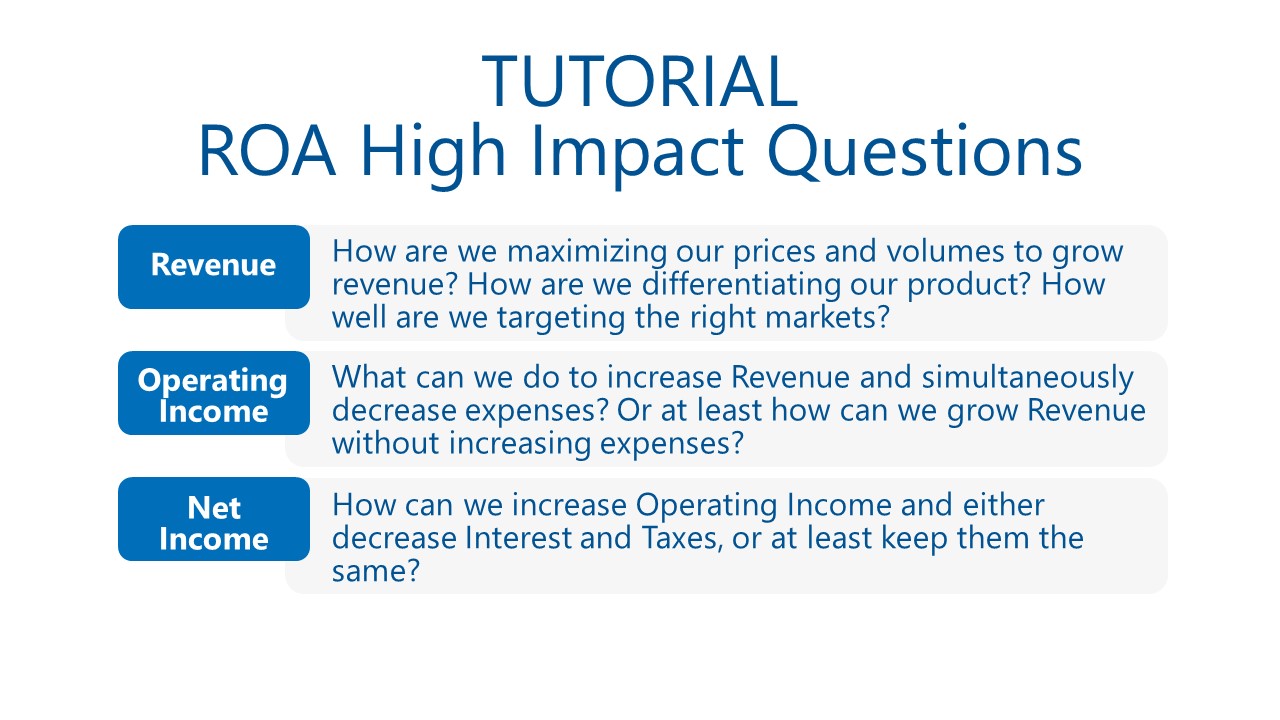 TUTORIAL
ROA High Impact Questions
Revenue
How are we maximizing our prices and volumes to grow
revenue? How are we differentiating our product? How
well are we targeting the right markets?
Operating
Income
What can we do to increase Revenue and simultaneously
decrease expenses? Or at least how can we grow Revenue
without increasing expenses?
Net
Income
How can we increase Operating Income and either
decrease Interest and Taxes, or at least keep them the
same?